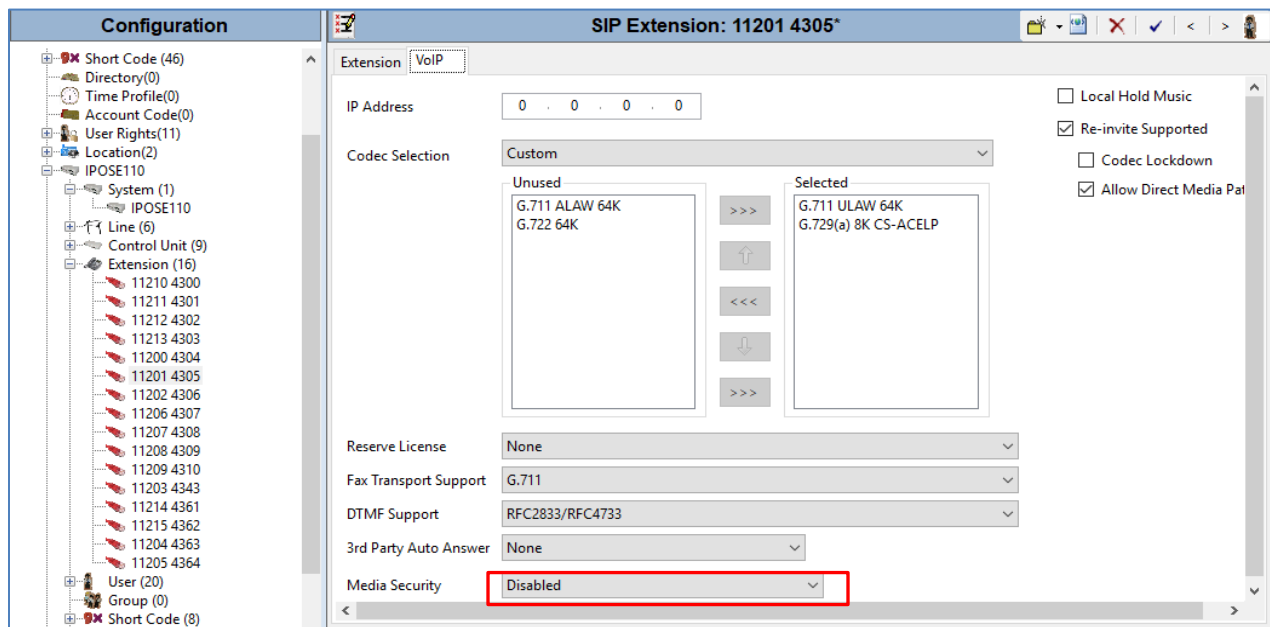 Configuration
Short Code (46)
Directory(0)
Time Profile(0)
Account Code(0)
User Rights(11)
Location(2)
IPOSE110
System (1)
IPOSE110
Line (6)
Control Unit (9)
Extension (16)
11210 4300
11211 4301
11212 4302
11213 4303
11200 4304
11201 4305
11202 4306
11206 4307
11207 4308
11208 4309
11209 4310
11203 4343
11214 4361
11215 4362
11204 4363
11205 4364
User (20)
Group (0)
Short Code (8)
SIP Extension: 11201 4305*
Extension VoIP
IP Address 0 . 0 . 0 . 0
Codec Selection Custom
Unused
G.711 ALAW 64K
G.722 64K
>>>
<<<
>>>
Selected
G.711 ULAW 64K
G.729(a) 8K CS-ACELP
Reserve License None
Fax Transport Support G.711
DTMF Support RFC2833/RFC4733
3rd Party Auto Answer None
Media Security Disabled
Local Hold Music
Re-invite Supported
Codec Lockdown
Allow Direct Media Pat